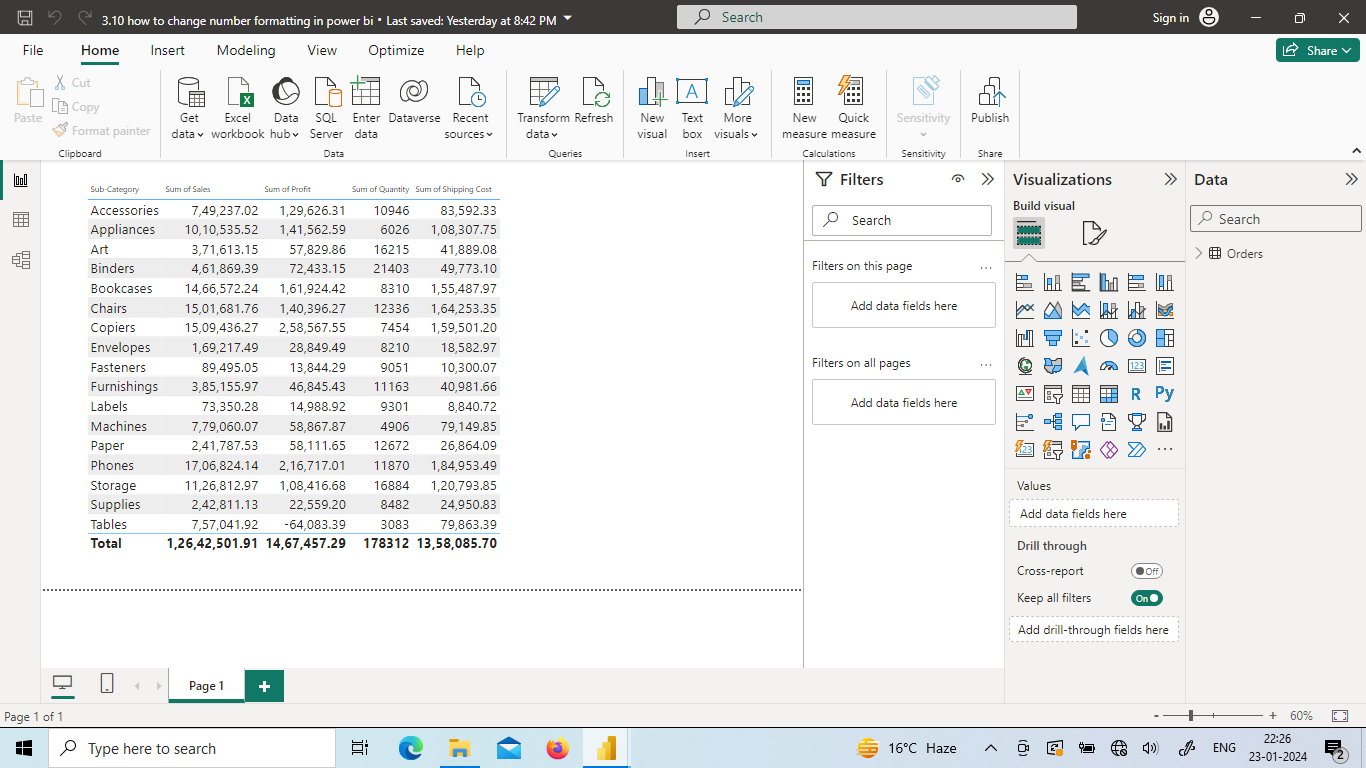 3.10 how to change number formatting in power bi • Last saved: Yesterday at 8:42 PM
Search
Sign in
File Home Insert Modeling View Optimize Help
Share
Paste
Cut
Copy
Format painter
Clipboard
Get data
Excel workbook
Data hub
SQL Server
Enter data
Dataverse
Recent sources
Data
Transform data
Refresh
Queries
New visual
Text box
More visuals
Insert
New measure
Quick measure
Calculations
Sensitivity
Sensitivity
Publish
Share
Sub-Category Sum of Sales Sum of Profit Sum of Quantity Sum of Shipping Cost
Accessories 7,49,237.02 1,29,626.31 10946 83,592.33
Appliances 10,10,535.52 1,41,562.59 6026 1,08,307.75
Art 3,71,613.15 57,829.86 16215 41,889.08
Binders 4,61,869.39 72,433.15 21403 49,773.10
Bookcases 14,66,572.24 1,61,924.42 8310 1,55,487.97
Chairs 15,01,681.76 1,40,396.27 12336 1,64,253.35
Copiers 15,09,436.27 2,58,567.55 7454 1,59,501.20
Envelopes 1,69,217.49 28,849.49 8210 18,582.97
Fasteners 89,495.05 13,844.29 9051 10,300.07
Furnishings 3,85,155.97 46,845.43 11163 40,981.66
Labels 73,350.28 14,988.92 9301 8,840.72
Machines 7,79,060.07 58,867.87 4906 79,149.85
Paper 2,41,787.53 58,111.65 12672 26,864.09
Phones 17,06,824.14 2,16,717.01 11870 1,84,953.49
Storage 11,26,812.97 1,08,416.68 16884 1,20,793.85
Supplies 2,42,811.13 22,559.20 8482 24,950.83
Tables 7,57,041.92 -64,083.39 3083 79,863.39
Total 1,26,42,501.91 14,67,457.29 178312 13,58,085.70
Filters
Search
Filters on this page ...
Add data fields here
Filters on all pages ...
Add data fields here
Visualizations
Build visual
123
R Py
123
...
Values
Add data fields here
Drill through
Cross-report Off
Keep all filters On
Add drill-through fields here
Data
Search
Orders
Page 1
+
Page 1 of 1
- + 60%
Type here to search
16°C Haze
ENG
22:26
23-01-2024
2